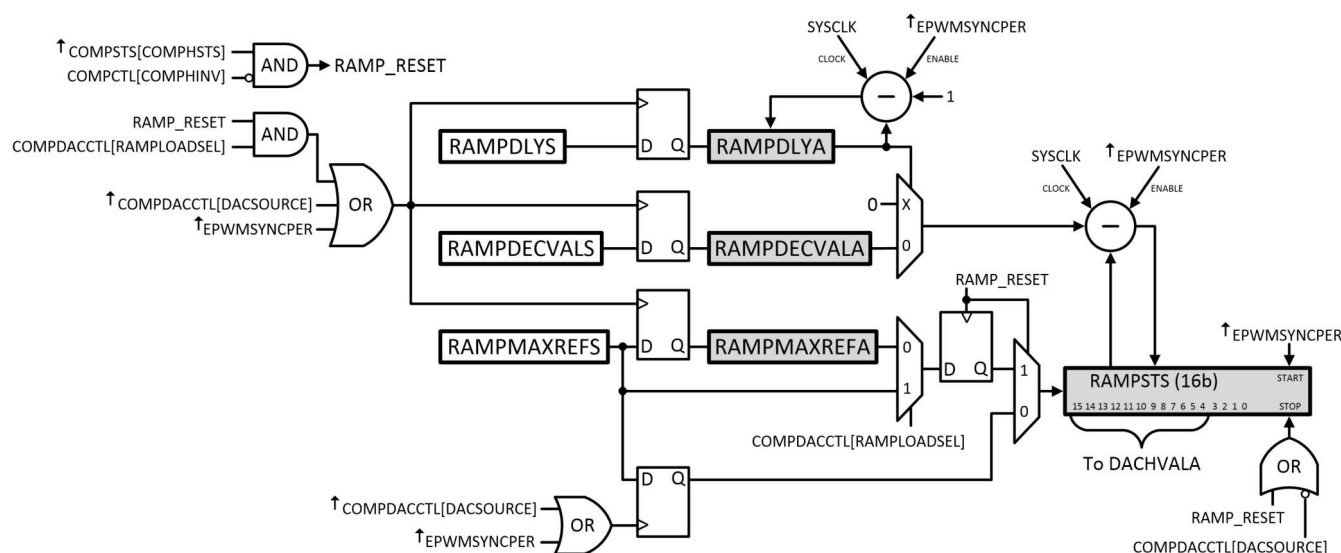 ↑COMPSTS[COMPHSTS]
COMPCTL[COMPHINV]
AND
RAMP_RESET
RAMP_RESET
COMPDACCTL[RAMPLOADSEL]
AND
↑COMPDACCTL[DACSOURCE]
↑EPWMSYNCPER
OR
SYSCLK
↑EPWMSYNCPER
CLOCK
ENABLE
−
1
RAMPDLYS
D Q
RAMPDLYA
SYSCLK
↑EPWMSYNCPER
CLOCK
ENABLE
−
0
X
0
RAMPDECVALS
D Q
RAMPDECVALA
RAMP_RESET
RAMPMAXREFS
D Q
RAMPMAXREFA
0
1
D Q
1
0
COMPDACCTL[RAMPLOADSEL]
↑EPWMSYNCPER
RAMPSTS (16b)
START
15 14 13 12 11 10 9 8 7 6 5 4 3 2 1 0
STOP
To DACHVALA
OR
RAMP_RESET
COMPDACCTL[DACSOURCE]
D Q
↑COMPDACCTL[DACSOURCE]
↑EPWMSYNCPER
OR